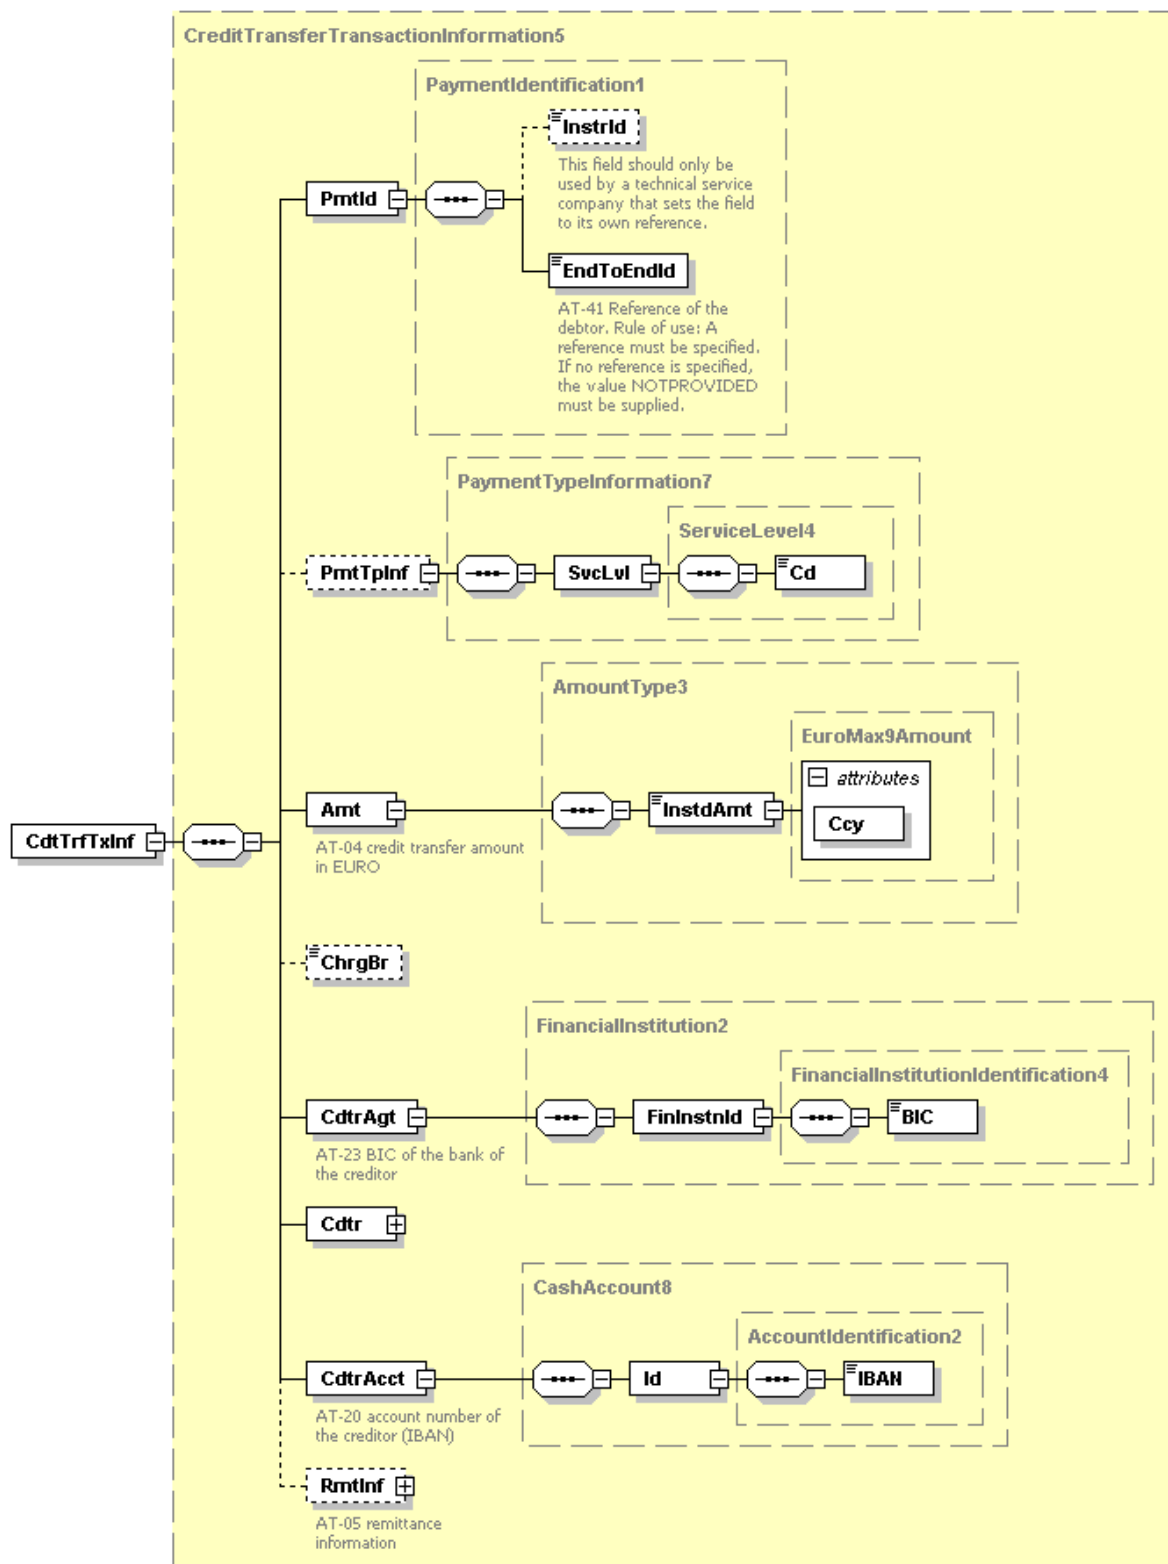 CreditTransferTransactionInformation5
PaymentIdentification1
InstrId
This field should only be
used by a technical service
company that sets the field
to its own reference.
PmtId
EndToEndId
AT-41 Reference of the
debtor. Rule of use: A
reference must be specified.
If no reference is specified,
the value NOTPROVIDED
must be supplied.
PaymentTypeInformation7
ServiceLevel4
PmtTpInf
SvcLvl
Cd
AmountType3
EuroMax9Amount
attributes
Amt
InstdAmt
Ccy
AT-04 credit transfer amount
in EURO
CdtTrfTxInf
ChrgBr
FinancialInstitution2
FinancialInstitutionIdentification4
CdtrAgt
FinInstnId
BIC
AT-23 BIC of the bank of
the creditor
Cdtr
CashAccount8
AccountIdentification2
CdtrAcct
Id
IBAN
AT-20 account number of
the creditor (IBAN)
RmtInf
AT-05 remittance
information